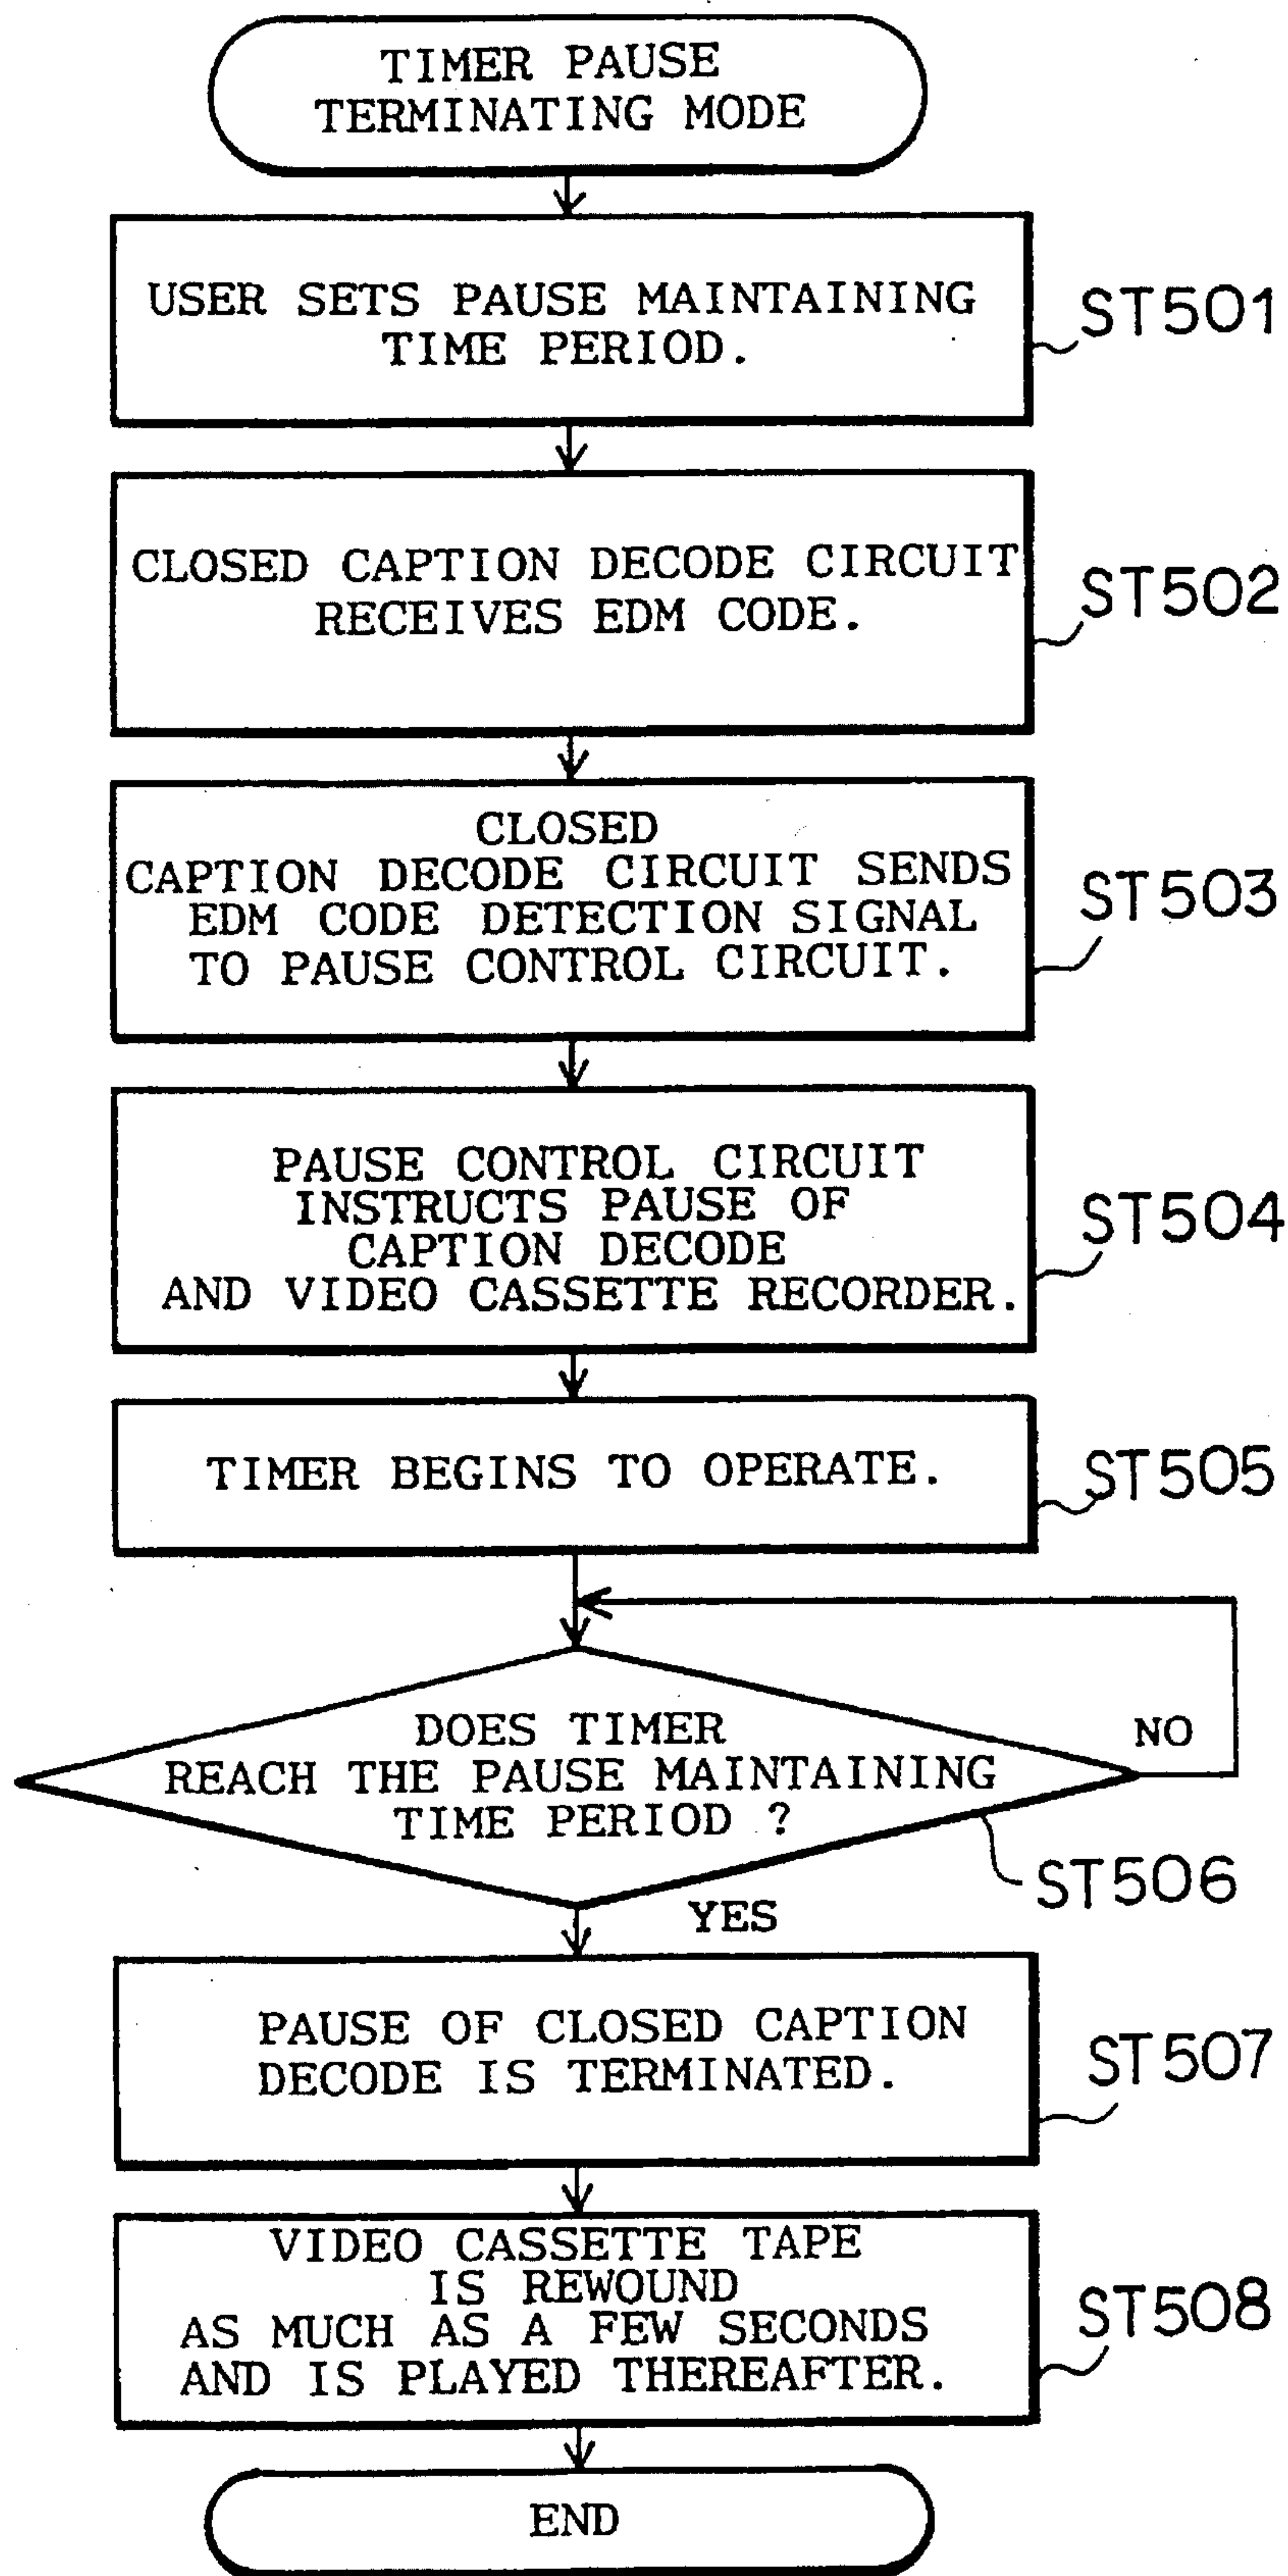 TIMER PAUSE
TERMINATING MODE
USER SETS PAUSE MAINTAINING
TIME PERIOD.
ST501
CLOSED CAPTION DECODE CIRCUIT
RECEIVES EDM CODE.
ST502
CLOSED
CAPTION DECODE CIRCUIT SENDS
EDM CODE DETECTION SIGNAL
TO PAUSE CONTROL CIRCUIT.
ST503
PAUSE CONTROL CIRCUIT
INSTRUCTS PAUSE OF
CAPTION DECODE
AND VIDEO CASSETTE RECORDER.
ST504
TIMER BEGINS TO OPERATE.
ST505
DOES TIMER
REACH THE PAUSE MAINTAINING
TIME PERIOD ?
NO
ST506
YES
PAUSE OF CLOSED CAPTION
DECODE IS TERMINATED.
ST507
VIDEO CASSETTE TAPE
IS REWOUND
AS MUCH AS A FEW SECONDS
AND IS PLAYED THEREAFTER.
ST508
END